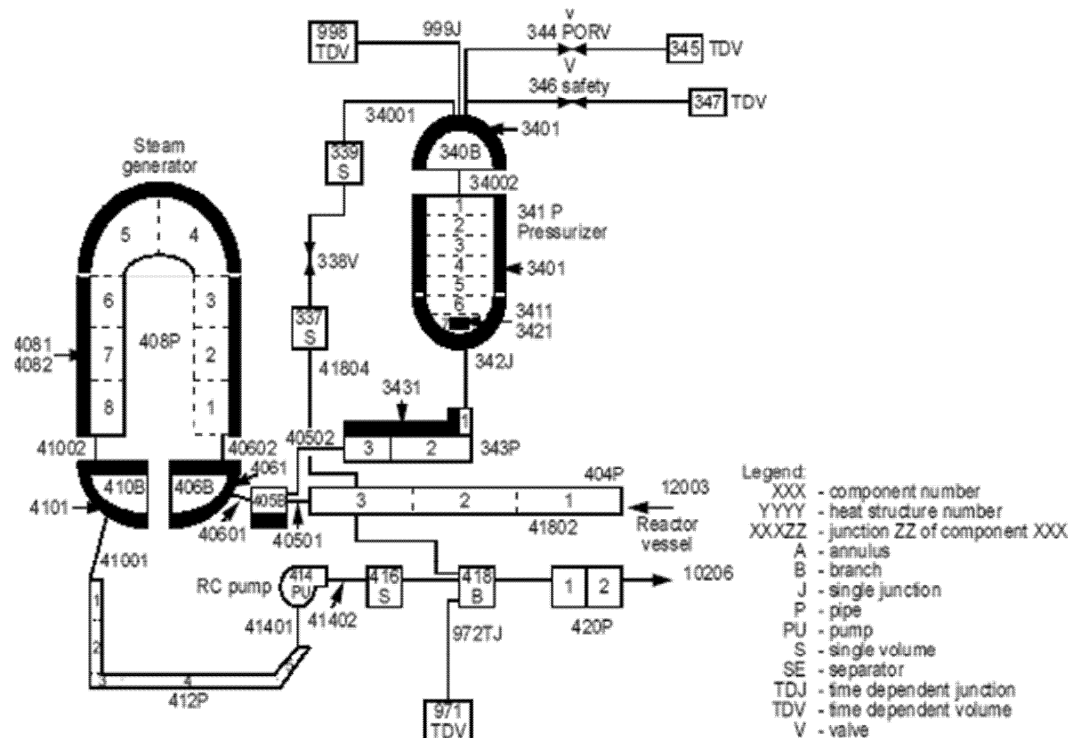 v
998
TDV
999J
344 PORV
345 TDV
V
346 safety
347 TDV
34001
3401
340B
339
S
34002
Steam
generator
1
2
3
4
5
6
341 P
Pressurizer
3401
5
4
338V
6
3
3411
3421
337
S
408P
4081
4082
7
2
41804
342J
3431
8
1
1
41002
40602
40502
3
2
343P
4061
410B
406B
404P
4101
405B
3
2
1
12003
40601
40501
41802
Reactor
vessel
41001
RC pump
414
PU
416
S
418
B
1
2
10206
41402
420P
1
41401
972TJ
2
3
4
5
412P
971
TDV
Legend:
XXX - component number
YYYY - heat structure number
XXXZZ - junction ZZ of component XXX
A - annulus
B - branch
J - single junction
P - pipe
PU - pump
S - single volume
SE - separator
TDJ - time dependent junction
TDV - time dependent volume
V - valve